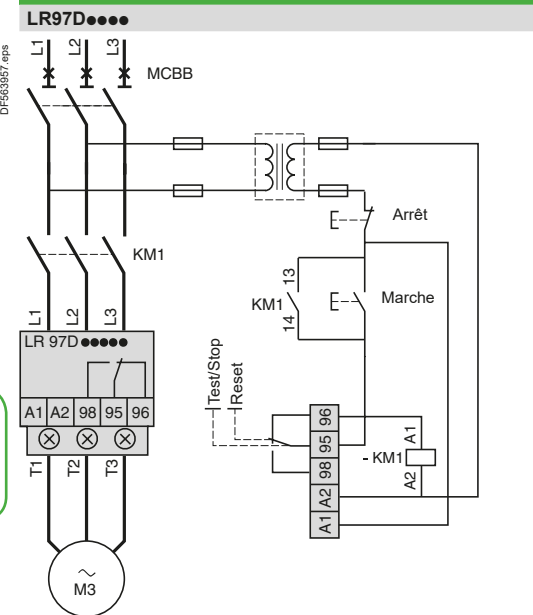 LR97D●●●●
DF563957.eps
L1 L2 L3
MCBB
Arrêt
KM1
13
KM1
14
Marche
L1 L2 L3
LR 97D●●●●●
A1 A2 98 95 96
T1 T2 T3
M3
Test/Stop
Reset
96
95
98
A2
A1
A1
- KM1
A2